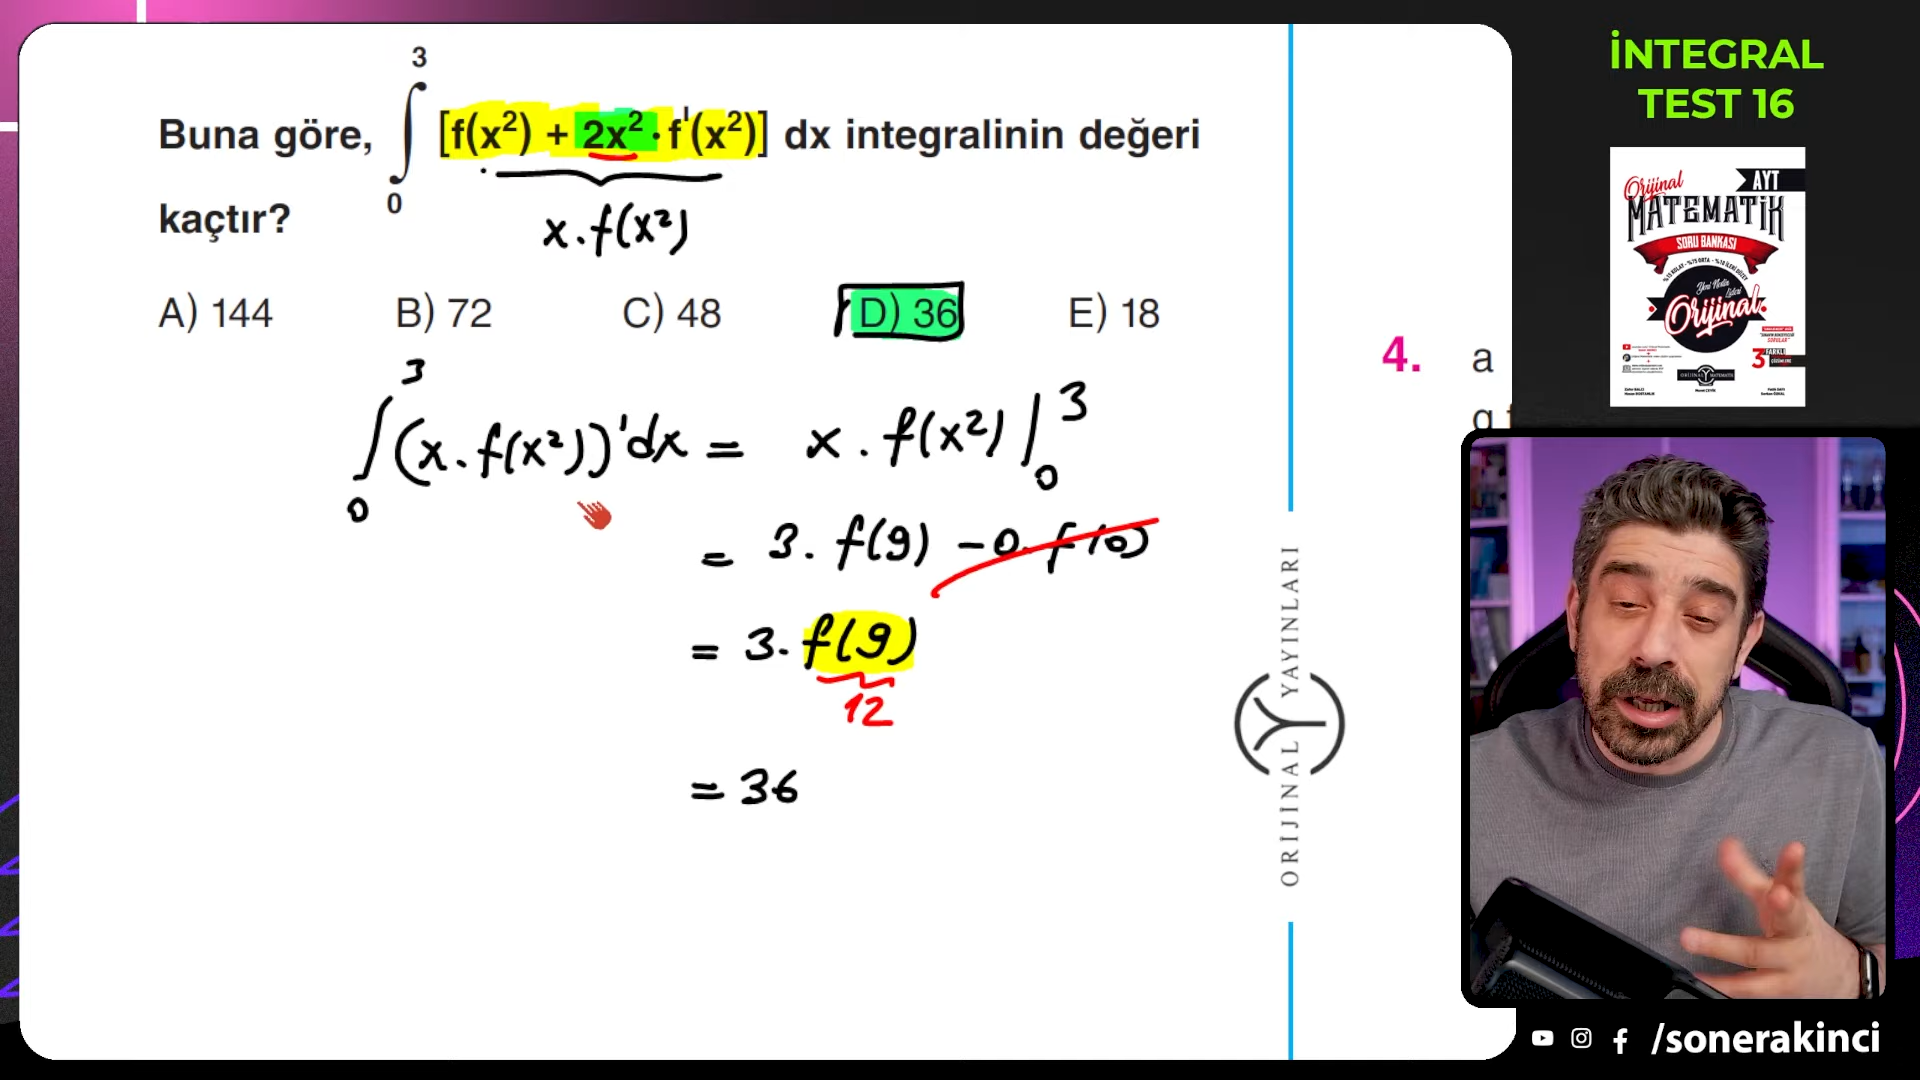 Buna göre, ∫₀³ [f(x²) + 2x² · f'(x²)] dx integralinin değeri
kaçtır?
x.f(x²)
A) 144 B) 72 C) 48 D) 36 E) 18
∫₀³ (x.f(x²))'dx = x.f(x²)|₀³
= 3.f(9) - 0.f(0)
= 3.f(9)
12
= 36
ORİJİNAL YAYINLARI
4. a
İNTEGRAL
TEST 16
Orijinal AYT
MATEMATİK
SORU BANKASI
Orijinal
3 FARKLI
/sonerakinci